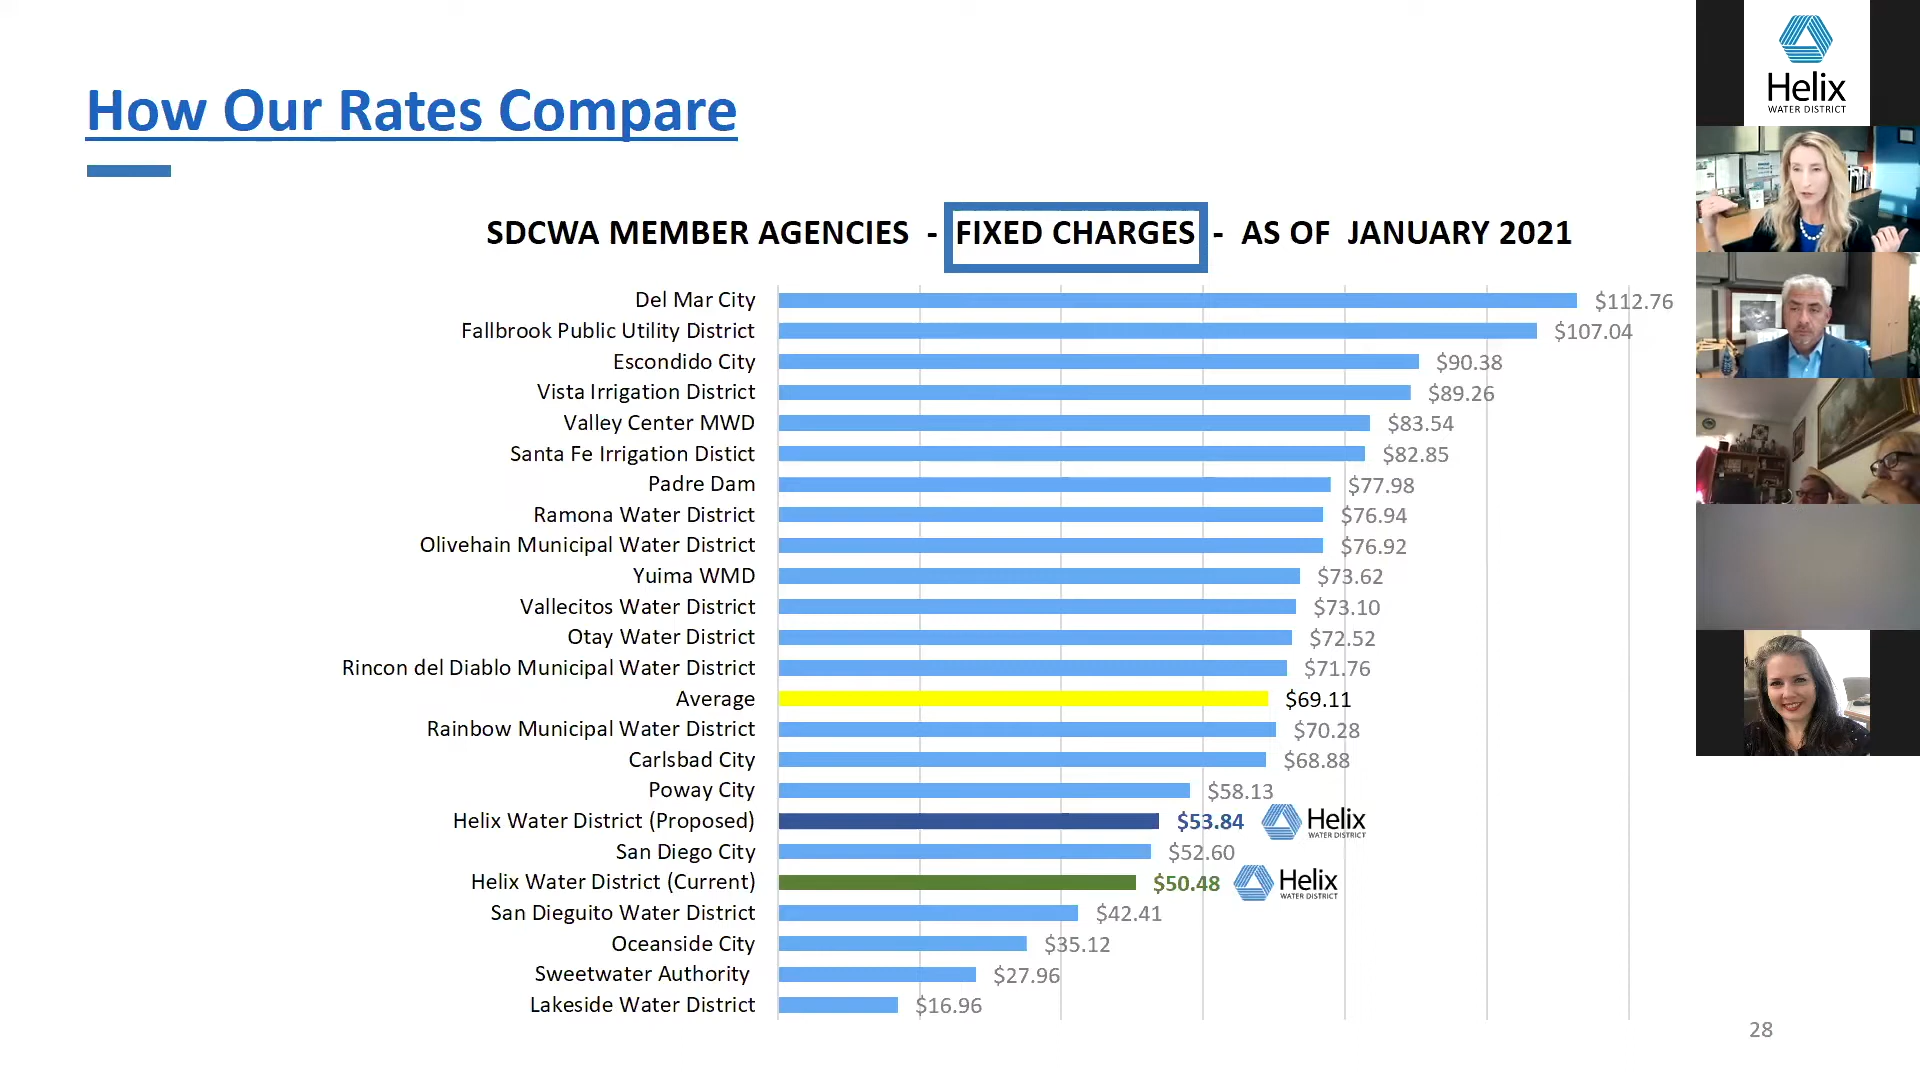 How Our Rates Compare
SDCWA MEMBER AGENCIES - FIXED CHARGES - AS OF JANUARY 2021
Del Mar City $112.76
Fallbrook Public Utility District $107.04
Escondido City $90.38
Vista Irrigation District $89.26
Valley Center MWD $83.54
Santa Fe Irrigation Distict $82.85
Padre Dam $77.98
Ramona Water District $76.94
Olivehain Municipal Water District $76.92
Yuima WMD $73.62
Vallecitos Water District $73.10
Otay Water District $72.52
Rincon del Diablo Municipal Water District $71.76
Average $69.11
Rainbow Municipal Water District $70.28
Carlsbad City $68.88
Poway City $58.13
Helix Water District (Proposed) $53.84 Helix
WATER DISTRICT
San Diego City $52.60
Helix Water District (Current) $50.48 Helix
WATER DISTRICT
San Dieguito Water District $42.41
Oceanside City $35.12
Sweetwater Authority $27.96
Lakeside Water District $16.96
28
Helix
WATER DISTRICT